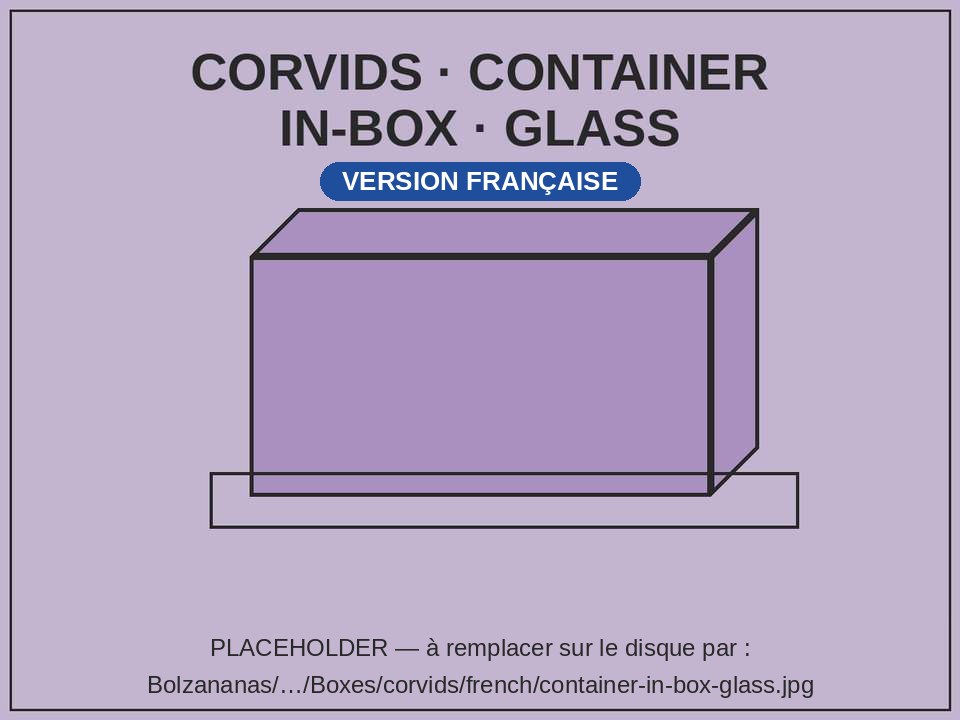 CORVIDS · CONTAINER
IN-BOX · GLASS
VERSION FRANÇAISE
PLACEHOLDER — à remplacer sur le disque par :
Bolzananas/…/Boxes/corvids/french/container-in-box-glass.jpg